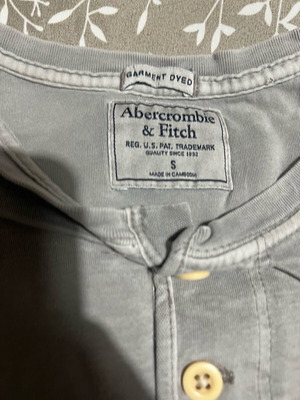 GARMENT DYED
Abercrombie
& Fitch
REG. U.S. PAT. TRADEMARK
QUALITY SINCE 1892
S
MADE IN CAMBODIA